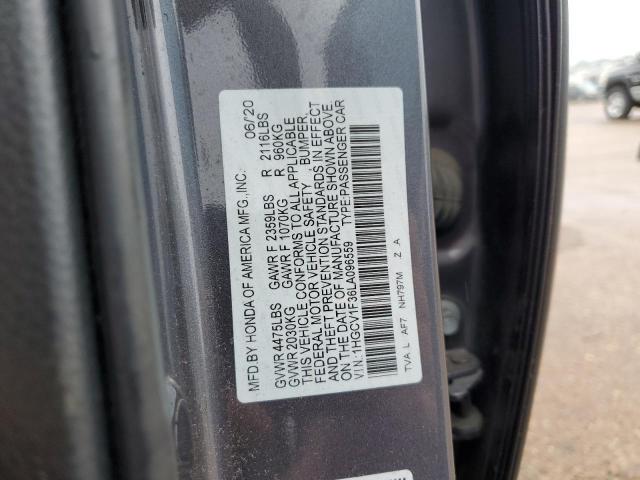 MFD.BY HONDA OF AMERICA MFG.,INC. 06/20
GVWR 4475LBS GAWR F 2359LBS R 2116LBS
GVWR 2030KG GAWR F 1070KG R 960KG
THIS VEHICLE CONFORMS TO ALL APPLICABLE
FEDERAL MOTOR VEHICLE SAFETY , BUMPER,
AND THEFT PREVENTION STANDARDS IN EFFECT
ON THE DATE OF MANUFACTURE SHOWN ABOVE.
V.I.N.:1HGCV1F36LA096559 TYPE:PASSENGER CAR
TVA.L AF7 NH797M Z A